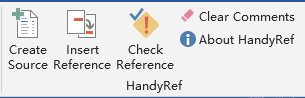 Create Source
Insert Reference
Check Reference
Clear Comments
About HandyRef
HandyRef